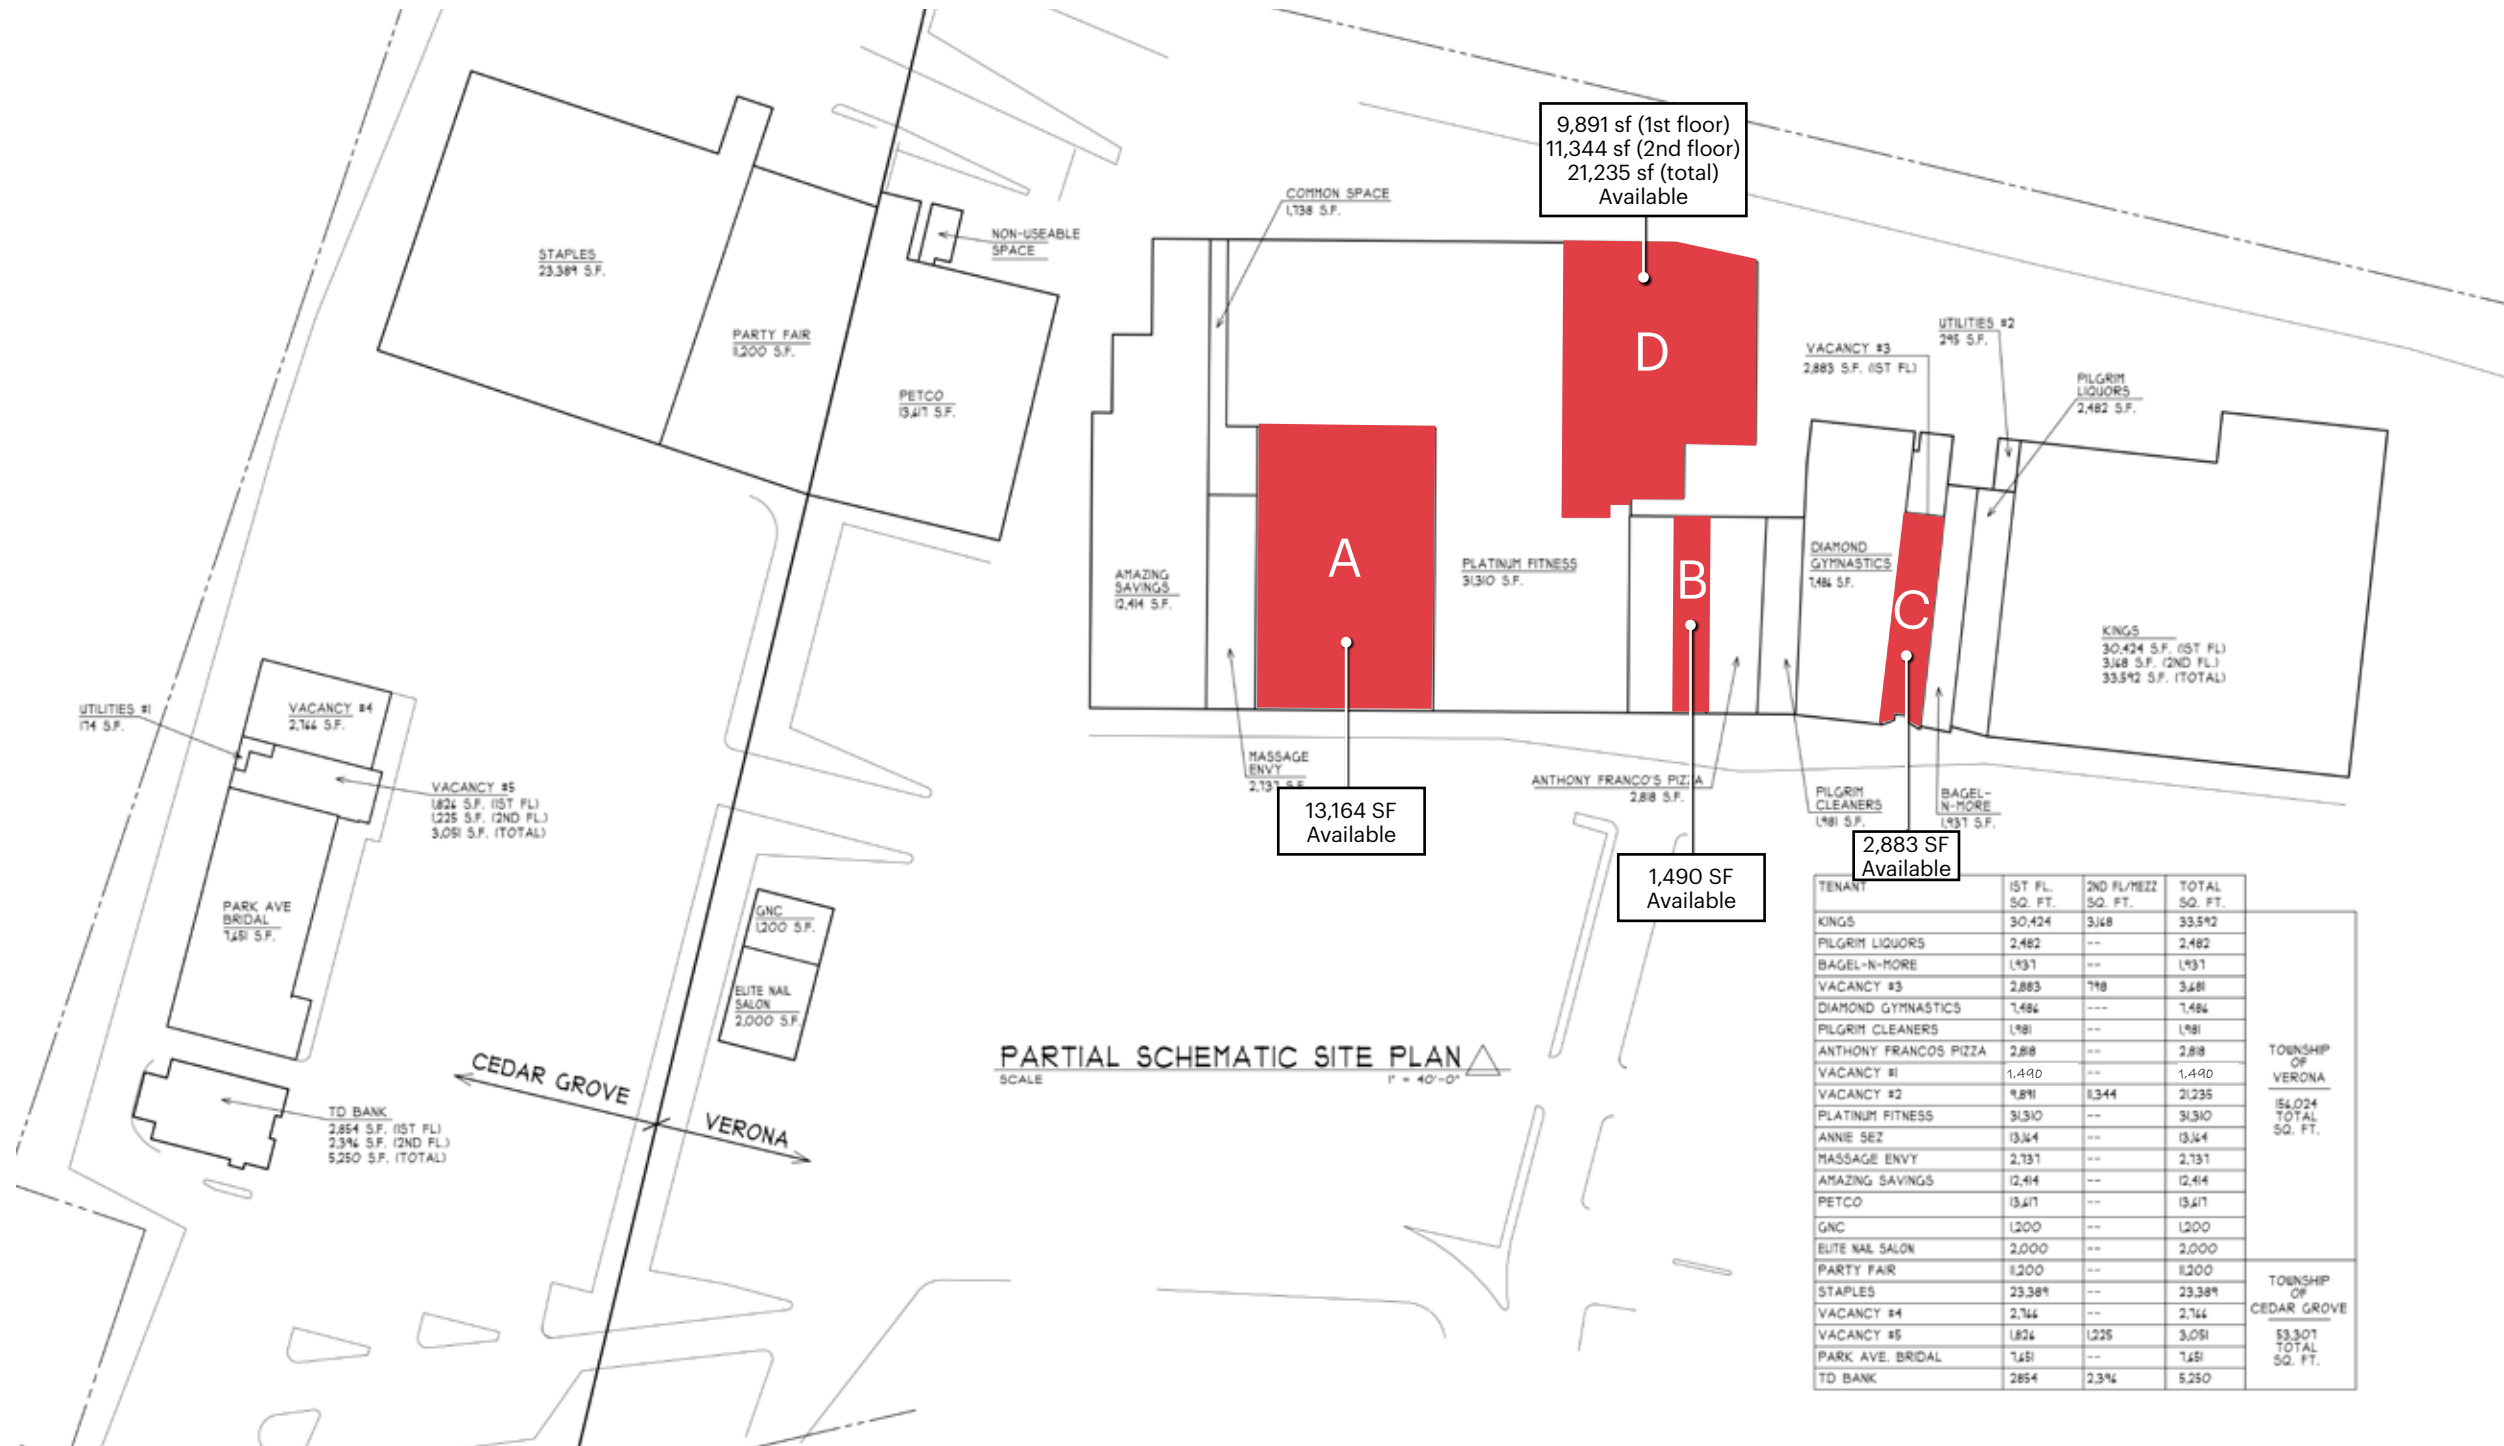 9,891 sf (1st floor)
11,344 sf (2nd floor)
21,235 sf (total)
Available
COMMON SPACE
1,738 S.F.
NON-USEABLE
SPACE
STAPLES
23,389 S.F.
PARTY FAIR
11,200 S.F.
PETCO
13,617 S.F.
D
UTILITIES #2
295 S.F.
VACANCY #3
2,883 S.F. (1ST FL)
PILGRIM
LIQUORS
2,482 S.F.
A
AMAZING
SAVINGS
12,414 S.F.
PLATINUM FITNESS
31,310 S.F.
B
DIAMOND
GYMNASTICS
7,486 S.F.
C
KINGS
30,424 S.F. (1ST FL)
3,168 S.F. (2ND FL.)
33,592 S.F. (TOTAL)
UTILITIES #1
174 S.F.
VACANCY #4
2,766 S.F.
VACANCY #5
1,826 S.F. (1ST FL)
1,225 S.F. (2ND FL.)
3,051 S.F. (TOTAL)
MASSAGE
ENVY
2,737 S.F.
13,164 SF
Available
ANTHONY FRANCO'S PIZZA
2,818 S.F.
1,490 SF
Available
PILGRIM
CLEANERS
1,981 S.F.
BAGEL-
N-MORE
1,937 S.F.
2,883 SF
Available
PARK AVE
BRIDAL
7,651 S.F.
GNC
1,200 S.F.
ELITE NAIL
SALON
2,000 S.F.
PARTIAL SCHEMATIC SITE PLAN
SCALE 1" = 40'-0"
CEDAR GROVE
VERONA
TD BANK
2,854 S.F. (1ST FL)
2,396 S.F. (2ND FL.)
5,250 S.F. (TOTAL)
TENANT 1ST FL. SQ. FT. 2ND FL/MEZZ SQ. FT. TOTAL SQ. FT.
KINGS 30,424 3,168 33,592
PILGRIM LIQUORS 2,482 -- 2,482
BAGEL-N-MORE 1,937 -- 1,937
VACANCY #3 2,883 798 3,681
DIAMOND GYMNASTICS 7,486 --- 7,486
PILGRIM CLEANERS 1,981 -- 1,981
ANTHONY FRANCOS PIZZA 2,818 -- 2,818
VACANCY #1 1,490 -- 1,490
VACANCY #2 9,891 11,344 21,235
PLATINUM FITNESS 31,310 -- 31,310
ANNIE SEZ 13,164 -- 13,164
MASSAGE ENVY 2,737 -- 2,737
AMAZING SAVINGS 12,414 -- 12,414
PETCO 13,617 -- 13,617
GNC 1,200 -- 1,200
ELITE NAIL SALON 2,000 -- 2,000
PARTY FAIR 11,200 -- 11,200
STAPLES 23,389 -- 23,389
VACANCY #4 2,766 -- 2,766
VACANCY #5 1,826 1,225 3,051
PARK AVE. BRIDAL 7,651 -- 7,651
TD BANK 2854 2,396 5,250
TOWNSHIP
OF
VERONA
156,024
TOTAL
SQ. FT.
TOWNSHIP
OF
CEDAR GROVE
53,307
TOTAL
SQ. FT.